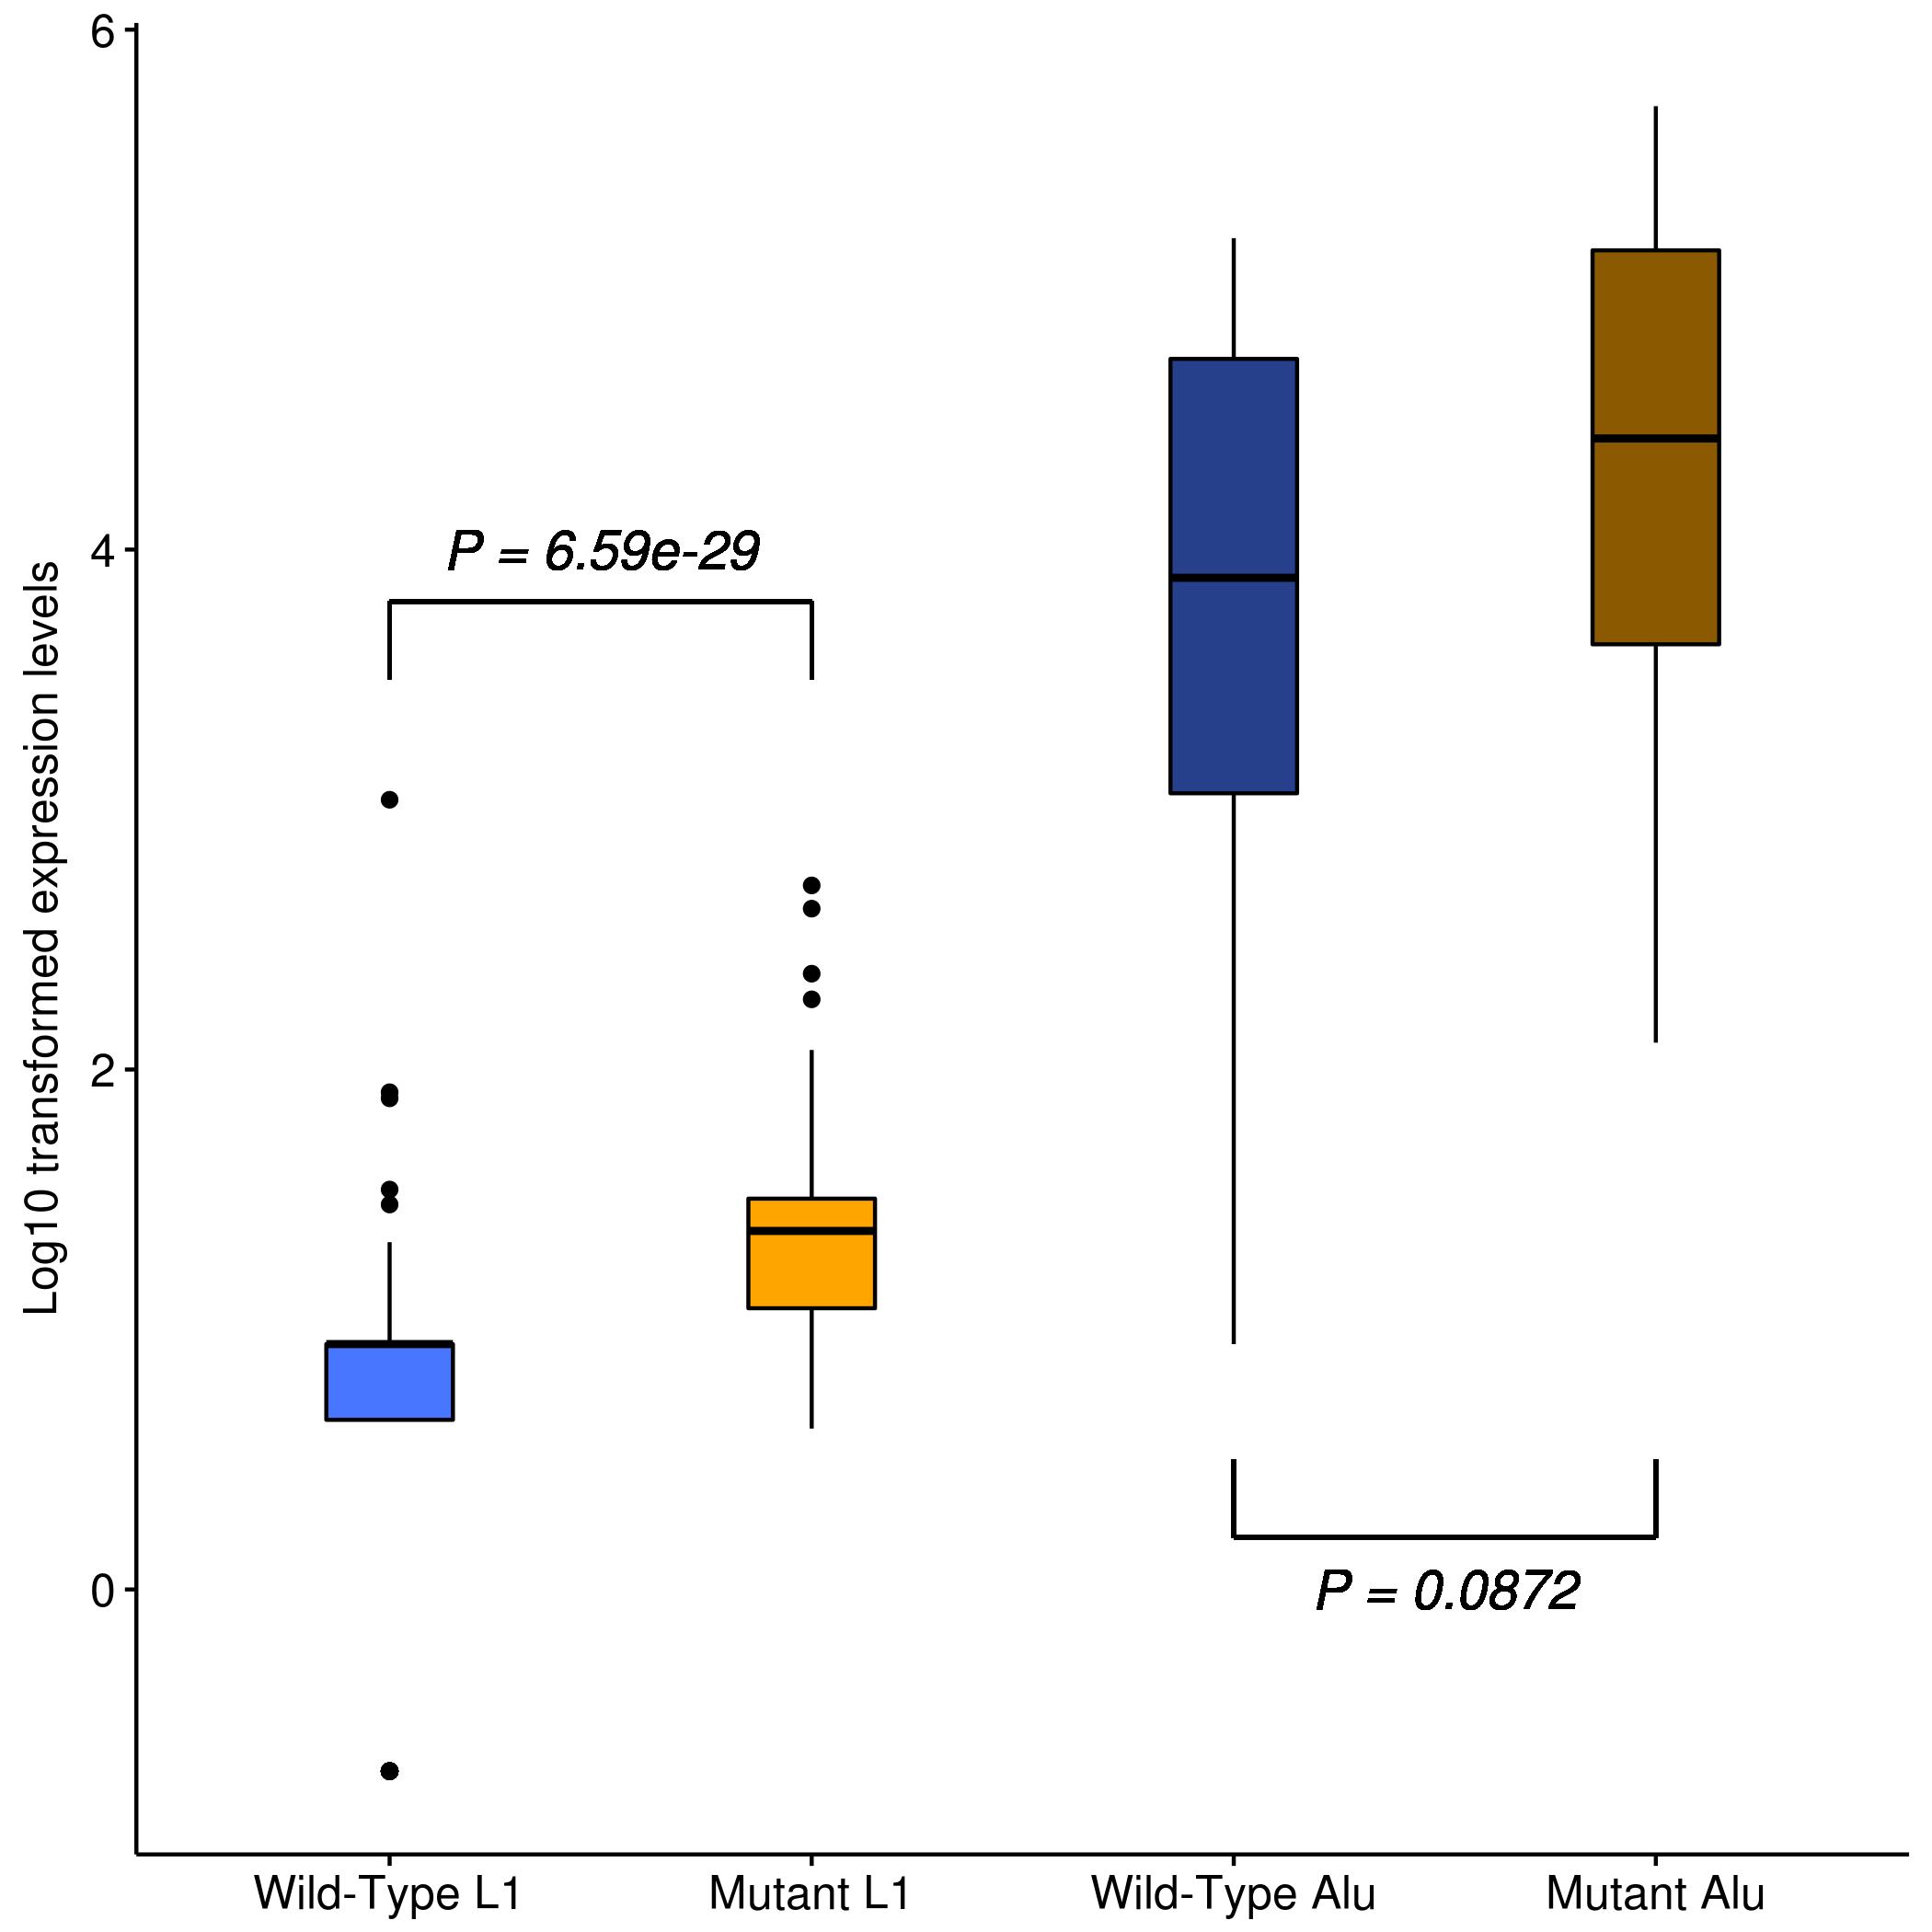 Log10 transformed expression levels
6
4
2
0
P = 6.59e-29
P = 0.0872
Wild-Type L1
Mutant L1
Wild-Type Alu
Mutant Alu